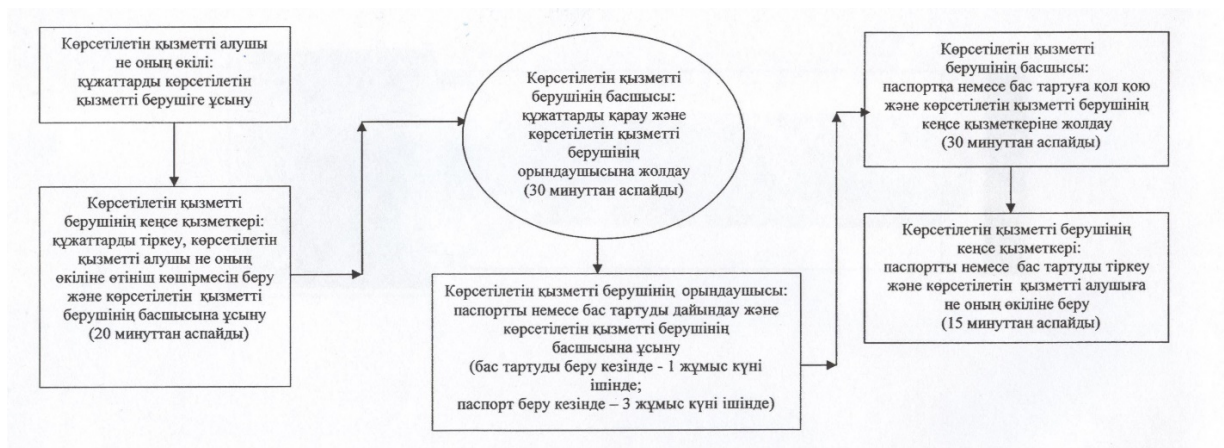 Көрсетілетін қызметті алушы
не оның өкілі:
құжаттарды көрсетілетін
қызметті берушіге ұсыну
Көрсетілетін қызметті
берушінің кеңсе қызметкері:
құжаттарды тіркеу, көрсетілетін
қызметті алушы не оның
өкіліне өтініш көшірмесін беру
және көрсетілетін қызметті
берушінің басшысына ұсыну
(20 минуттан аспайды)
Көрсетілетін қызметті
берушінің басшысы:
құжаттарды қарау және
көрсетілетін қызметті
берушінің
орындаушысына жолдау
(30 минуттан аспайды)
Көрсетілетін қызметті берушінің орындаушысы:
паспортты немесе бас тартуды дайындау және
көрсетілетін қызметті берушінің
басшысына ұсыну
(бас тартуды беру кезінде - 1 жұмыс күні
ішінде;
паспорт беру кезінде – 3 жұмыс күні ішінде)
Көрсетілетін қызметті
берушінің басшысы:
паспортқа немесе бас тартуға қол қою
және көрсетілетін қызметті берушінің
кеңсе қызметкеріне жолдау
(30 минуттан аспайды)
Көрсетілетін қызметті берушінің
кеңсе қызметкері:
паспортты немесе бас тартуды тіркеу
және көрсетілетін қызметті алушыға
не оның өкіліне беру
(15 минуттан аспайды)